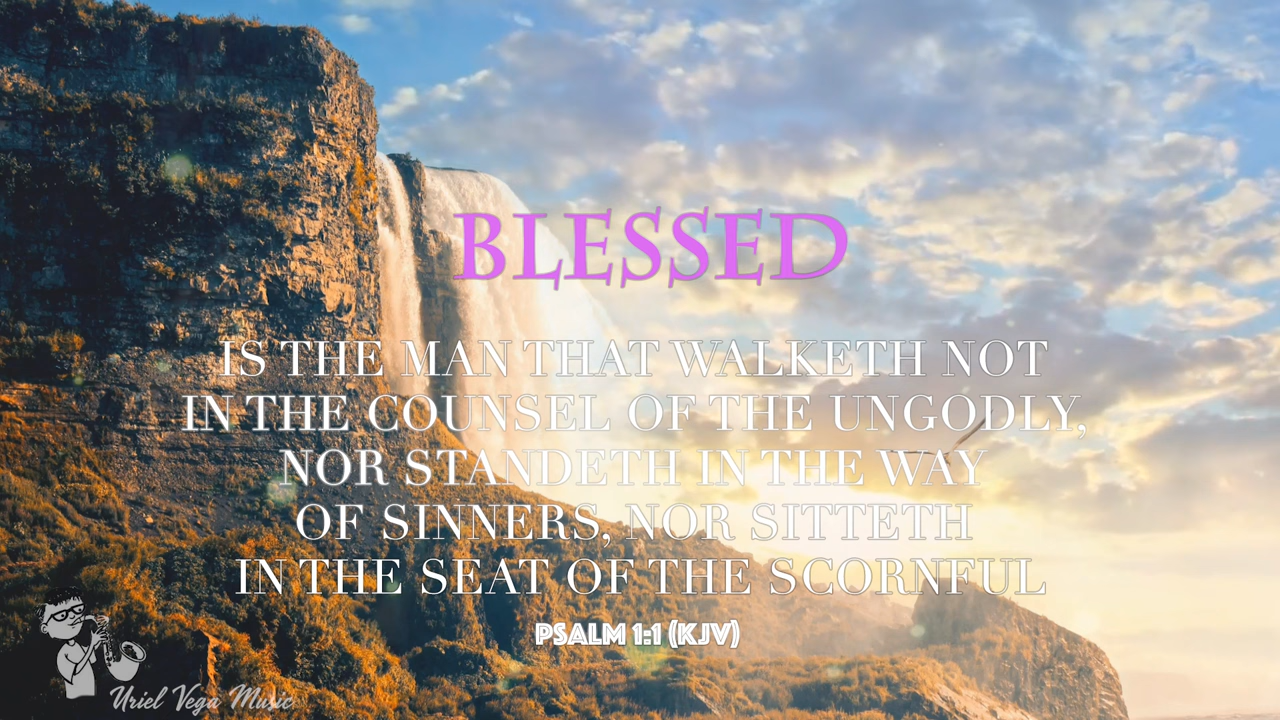 BLESSED
IS THE MAN THAT WALKETH NOT
IN THE COUNSEL OF THE UNGODLY,
NOR STANDETH IN THE WAY
OF SINNERS, NOR SITTETH
IN THE SEAT OF THE SCORNFUL
PSALM 1:1 (KJV)
Uriel Vega Music